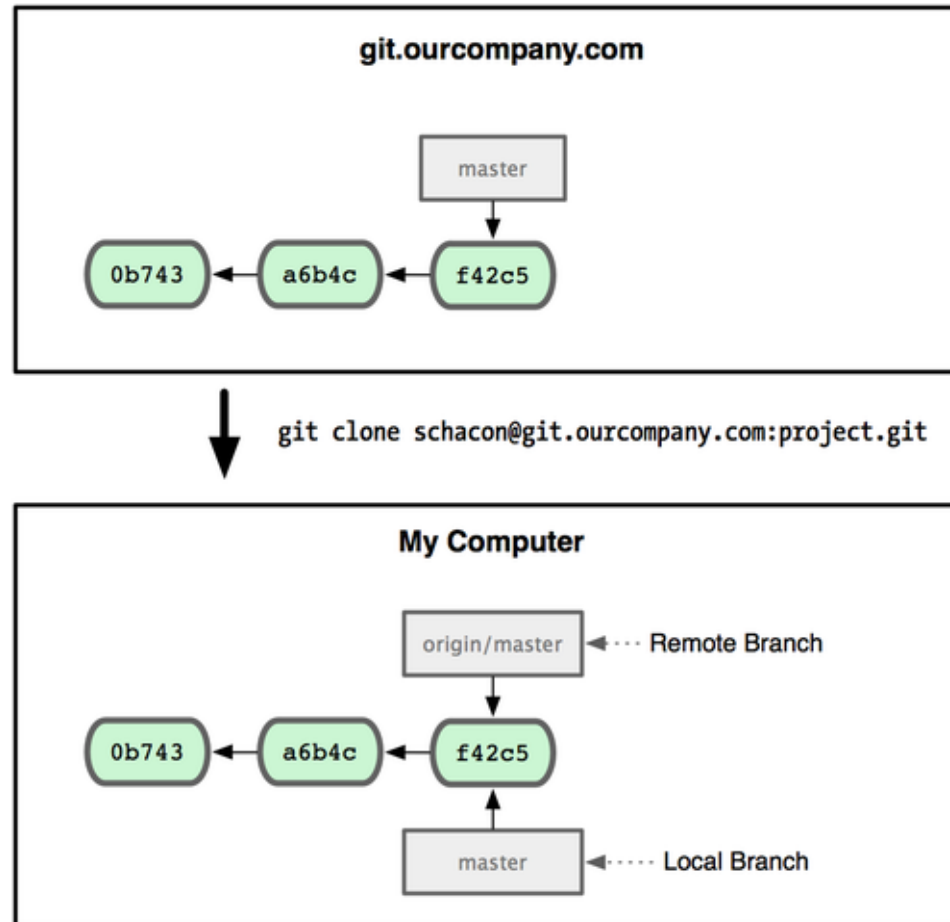 git.ourcompany.com
master
0b743 a6b4c f42c5
git clone schacon@git.ourcompany.com:project.git
My Computer
origin/master Remote Branch
0b743 a6b4c f42c5
master Local Branch